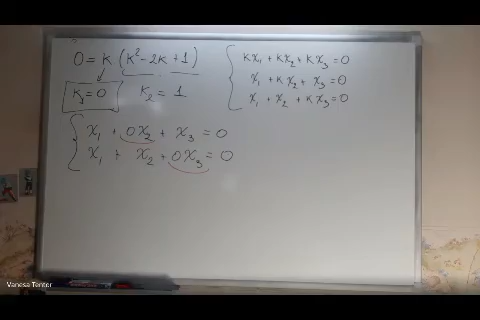 0 = K (K² - 2K + 1)
K₁ = 0 K₂ = 1
Kx₁ + Kx₂ + Kx₃ = 0
x₁ + Kx₂ + x₃ = 0
x₁ + x₂ + Kx₃ = 0
x₁ + 0x₂ + x₃ = 0
x₁ + x₂ + 0x₃ = 0
Vanesa Tentor